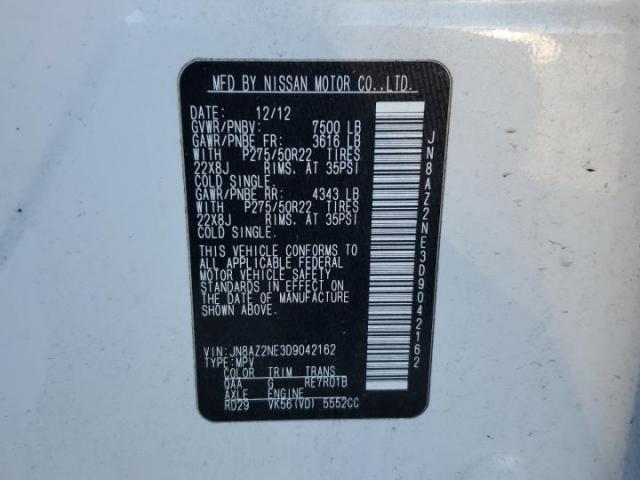 MFD BY NISSAN MOTOR CO.,LTD.
DATE: 12/12
GVWR/PNBV: 7500 LB
GAWR/PNBE FR: 3616 LB
WITH P275/50R22 TIRES
22X8J RIMS, AT 35PSI
COLD SINGLE.
GAWR/PNBE RR: 4343 LB
WITH P275/50R22 TIRES
22X8J RIMS, AT 35PSI
COLD SINGLE.
THIS VEHICLE CONFORMS TO
ALL APPLICABLE FEDERAL
MOTOR VEHICLE SAFETY
AND THEFT PREVENTION
STANDARDS IN EFFECT ON
THE DATE OF MANUFACTURE
SHOWN ABOVE.
VIN: JN8AZ2NE3D9042162
TYPE: MPV
COLOR TRIM TRANS
QAA G RE7R01B
AXLE ENGINE
RD29 VK56(VD) 5552CC
JN8AZ2NE3D9042162